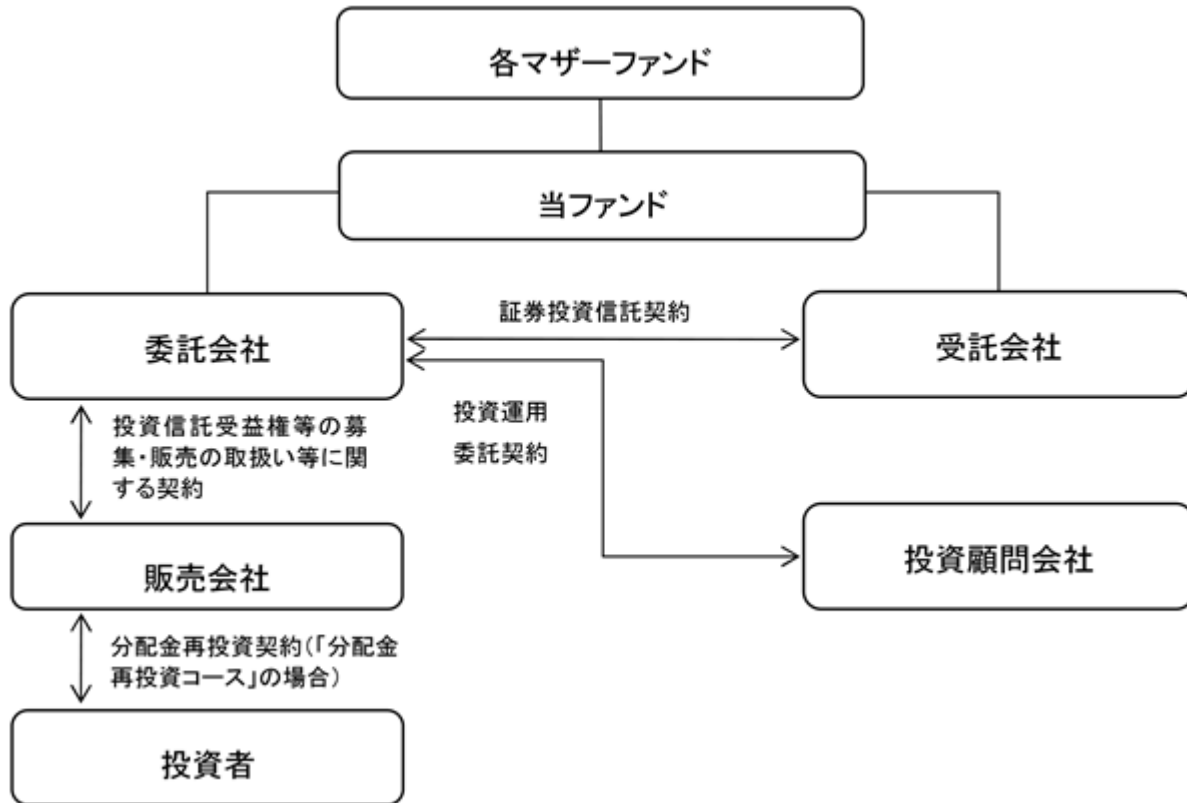 各マザーファンド
当ファンド
委託会社
証券投資信託契約
受託会社
投資信託受益権等の募
集・販売の取扱い等に関
する契約
投資運用
委託契約
販売会社
投資顧問会社
分配金再投資契約(「分配金
再投資コース」の場合)
投資者